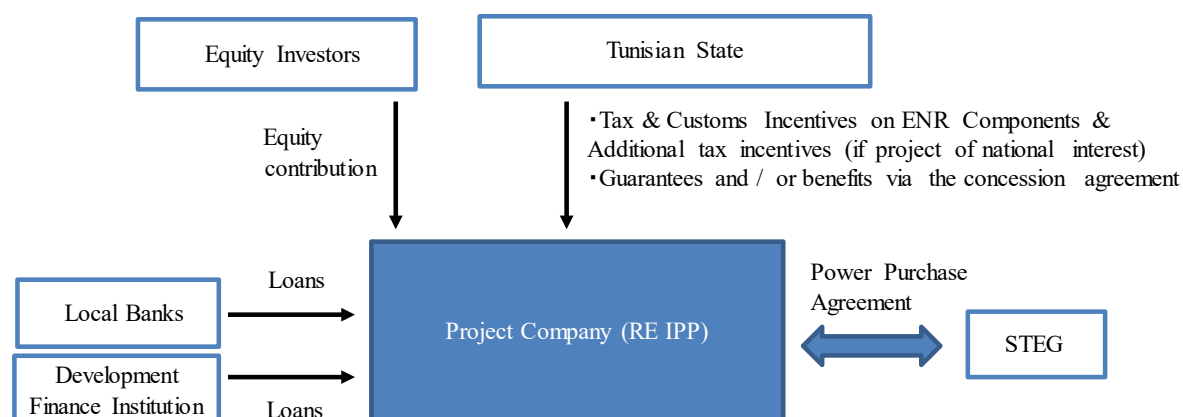 Equity Investors
Tunisian State
Equity
contribution
・Tax & Customs Incentives on ENR Components &
Additional tax incentives (if project of national interest)
・Guarantees and / or benefits via the concession agreement
Loans
Local Banks
Development
Finance Institution
Loans
Project Company (RE IPP)
Power Purchase
Agreement
STEG